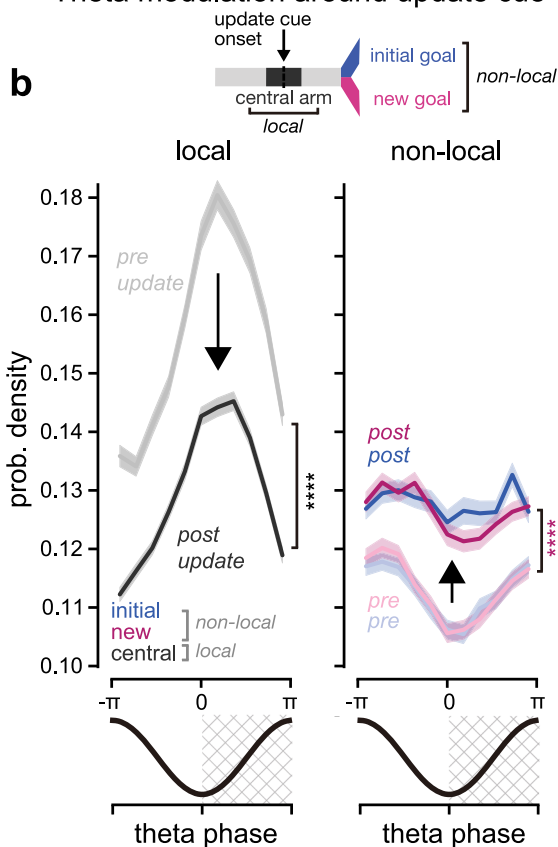 Theta modulation around update cue
b
update cue
onset
initial goal
new goal
non-local
central arm
local
local
non-local
prob. density
0.18
0.17
0.16
0.15
0.14
0.13
0.12
0.11
0.10
pre
update
post
update
****
initial
new
central
non-local
local
post
post
pre
pre
****
-π 0 π
-π 0 π
theta phase
theta phase